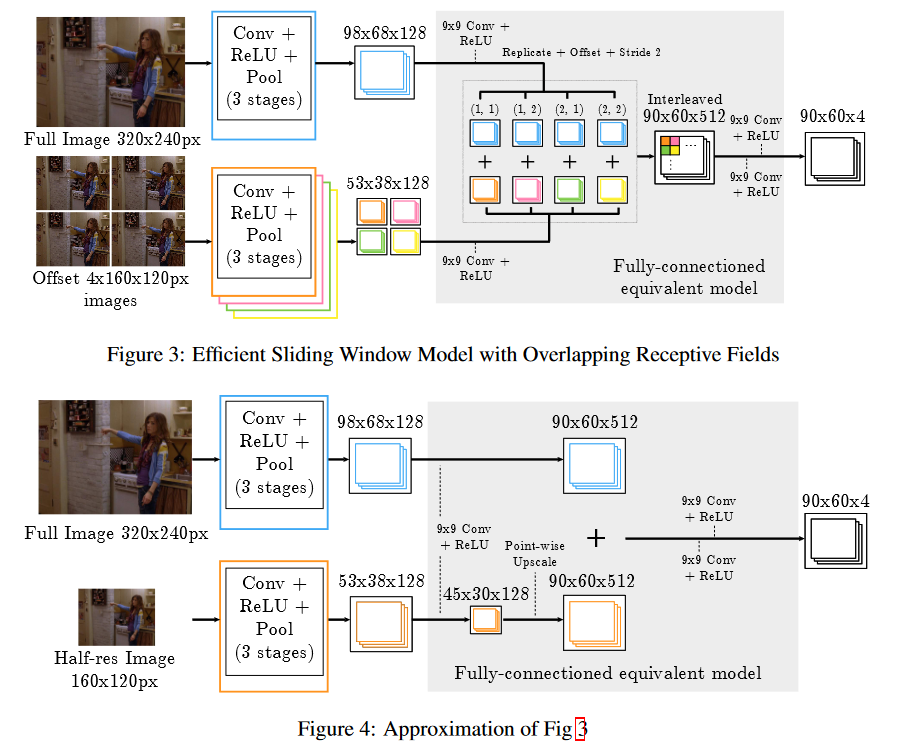 Full Image 320x240px
Conv +
ReLU +
Pool
(3 stages)
98x68x128
9x9 Conv +
ReLU
Replicate + Offset + Stride 2
(1, 1) (1, 2) (2, 1) (2, 2)
+ + + +
Interleaved
90x60x512
...
9x9 Conv
+ ReLU
9x9 Conv
+ ReLU
90x60x4
Offset 4x160x120px
images
Conv +
ReLU +
Pool
(3 stages)
53x38x128
9x9 Conv +
ReLU
Fully-connectioned
equivalent model
Figure 3: Efficient Sliding Window Model with Overlapping Receptive Fields
Full Image 320x240px
Conv +
ReLU +
Pool
(3 stages)
98x68x128
90x60x512
9x9 Conv
+ ReLU
Point-wise
Upscale
+
9x9 Conv
+ ReLU
9x9 Conv
+ ReLU
90x60x4
Half-res Image
160x120px
Conv +
ReLU +
Pool
(3 stages)
53x38x128
45x30x128
90x60x512
Fully-connectioned equivalent model
Figure 4: Approximation of Fig 3